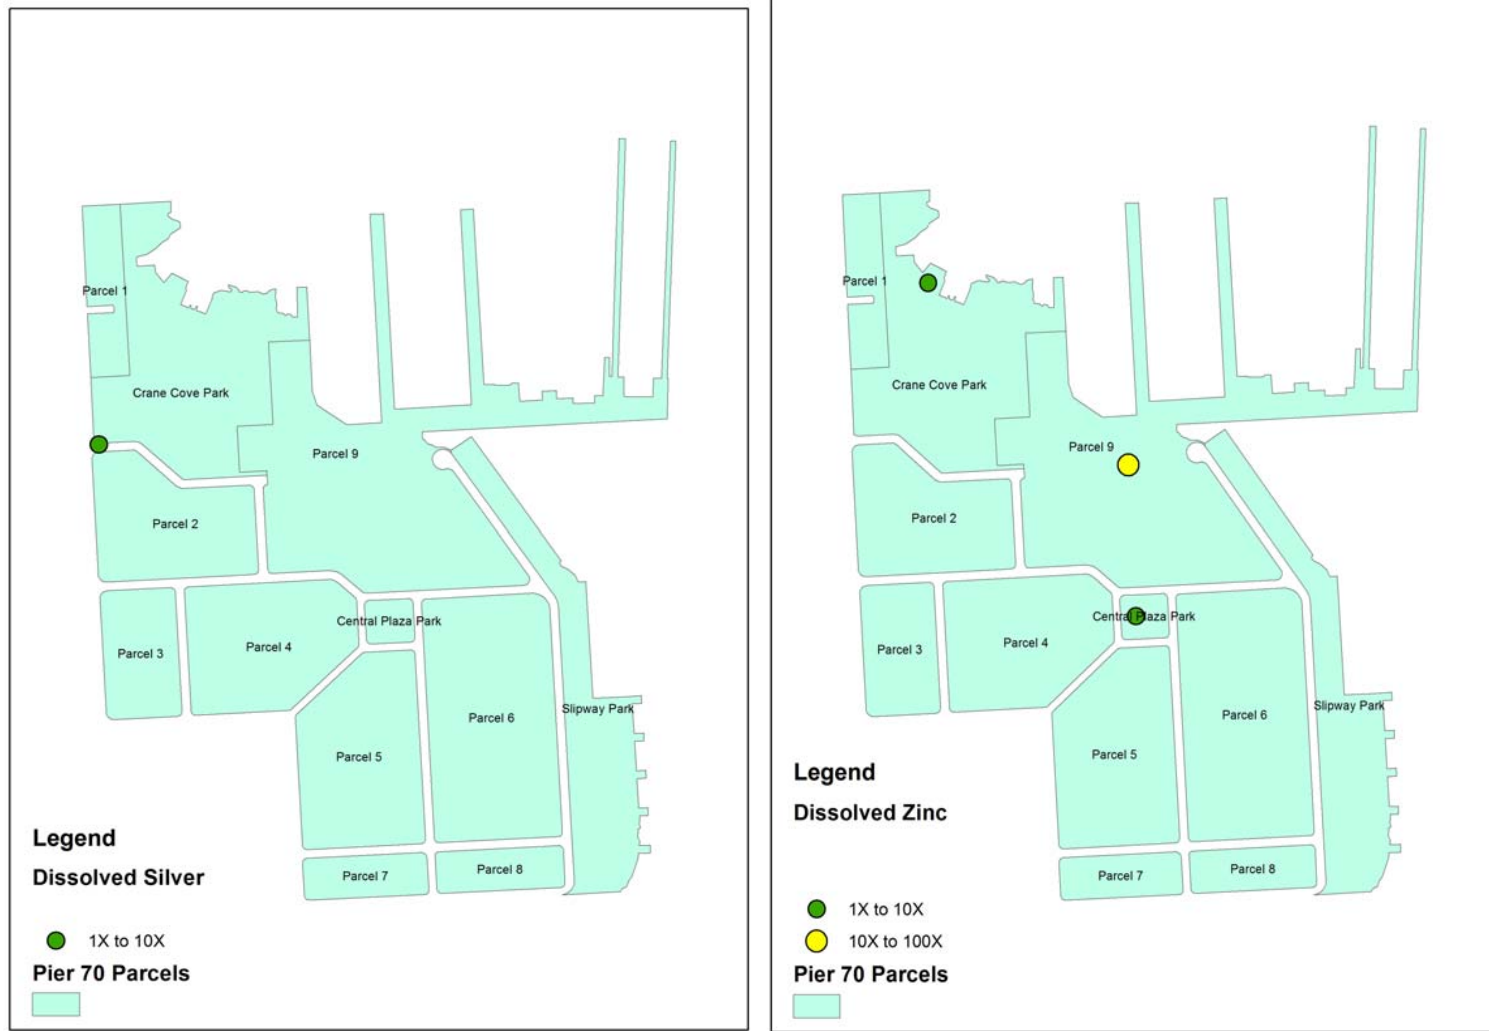 Parcel 1
Crane Cove Park
Parcel 9
Parcel 2
Central Plaza Park
Parcel 4
Parcel 3
Slipway Park
Parcel 6
Parcel 5
Parcel 8
Parcel 7
Legend
Dissolved Silver
1X to 10X
Pier 70 Parcels
Parcel 1
Crane Cove Park
Parcel 9
Parcel 2
Central Plaza Park
Parcel 4
Parcel 3
Slipway Park
Parcel 6
Parcel 5
Parcel 8
Parcel 7
Legend
Dissolved Zinc
1X to 10X
10X to 100X
Pier 70 Parcels